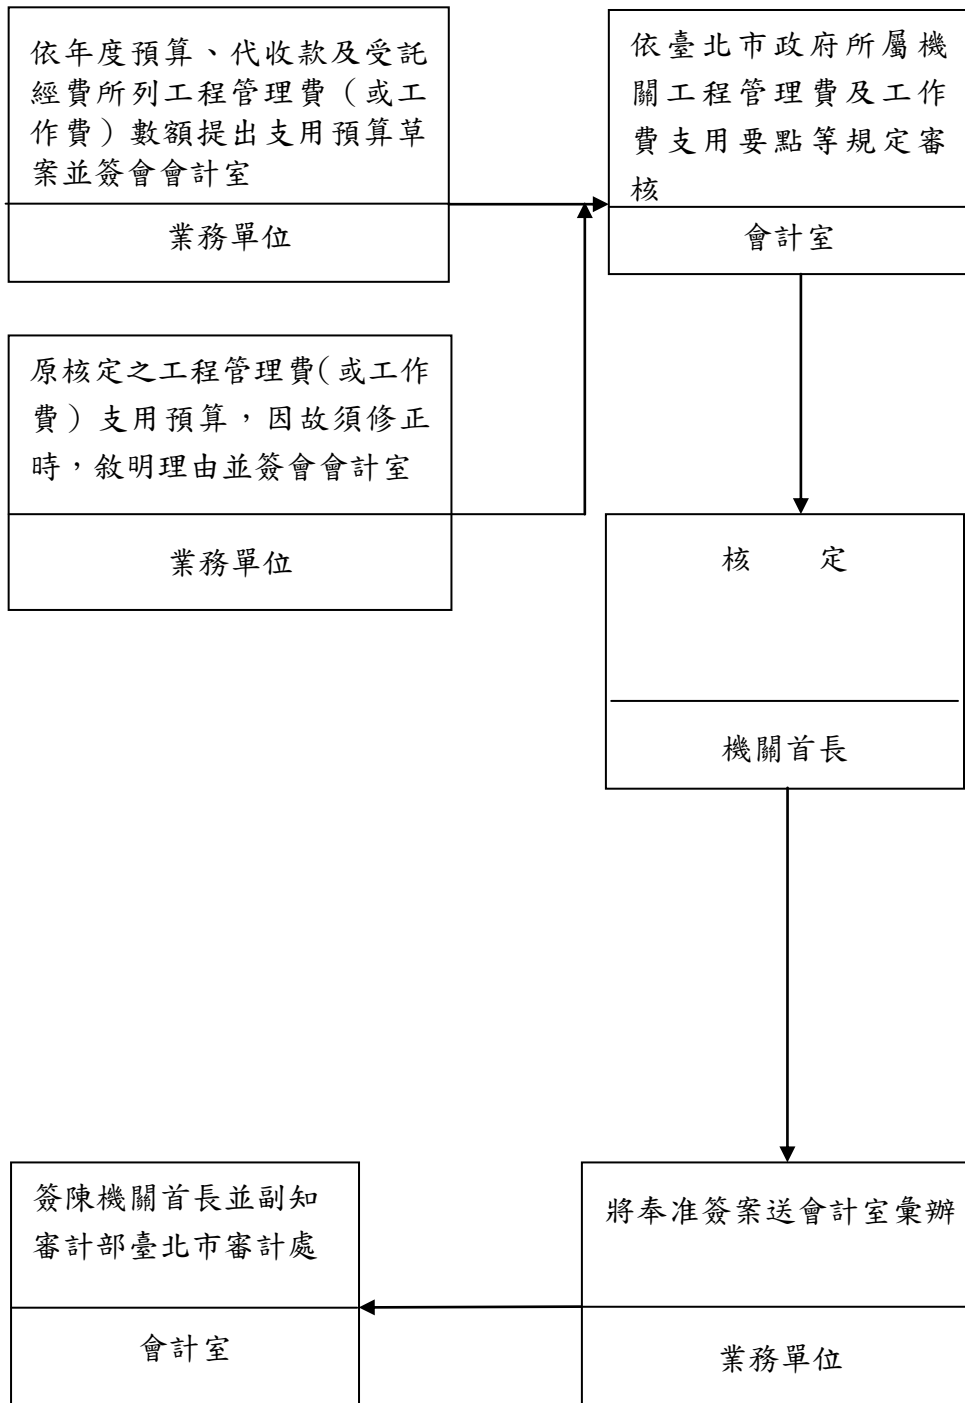 依年度預算、代收款及受託
經費所列工程管理費（或工
作費）數額提出支用預算草
案並簽會會計室
業務單位
依臺北市政府所屬機
關工程管理費及工作
費支用要點等規定審
核
會計室
原核定之工程管理費（或工作
費）支用預算，因故須修正
時，敘明理由並簽會會計室
業務單位
核　　定
機關首長
將奉准簽案送會計室彙辦
業務單位
簽陳機關首長並副知
審計部臺北市審計處
會計室